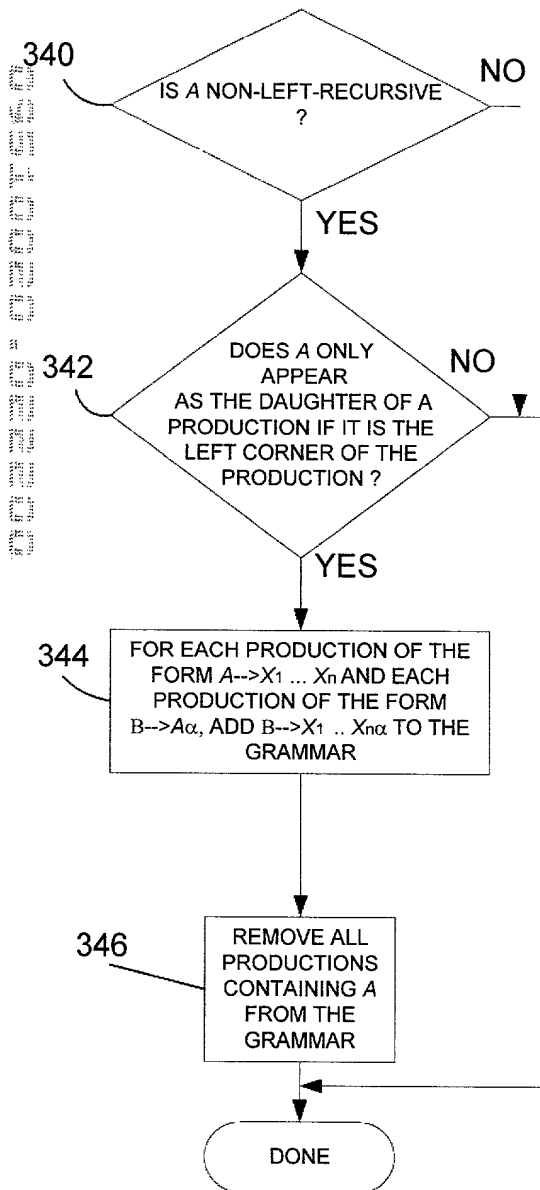 340
IS A NON-LEFT-RECURSIVE
?
NO
YES
342
DOES A ONLY
APPEAR
AS THE DAUGHTER OF A
PRODUCTION IF IT IS THE
LEFT CORNER OF THE
PRODUCTION ?
NO
YES
344
FOR EACH PRODUCTION OF THE
FORM A-->X1 ... Xn AND EACH
PRODUCTION OF THE FORM
B-->Aα, ADD B-->X1 .. Xnα TO THE
GRAMMAR
346
REMOVE ALL
PRODUCTIONS
CONTAINING A
FROM THE
GRAMMAR
DONE